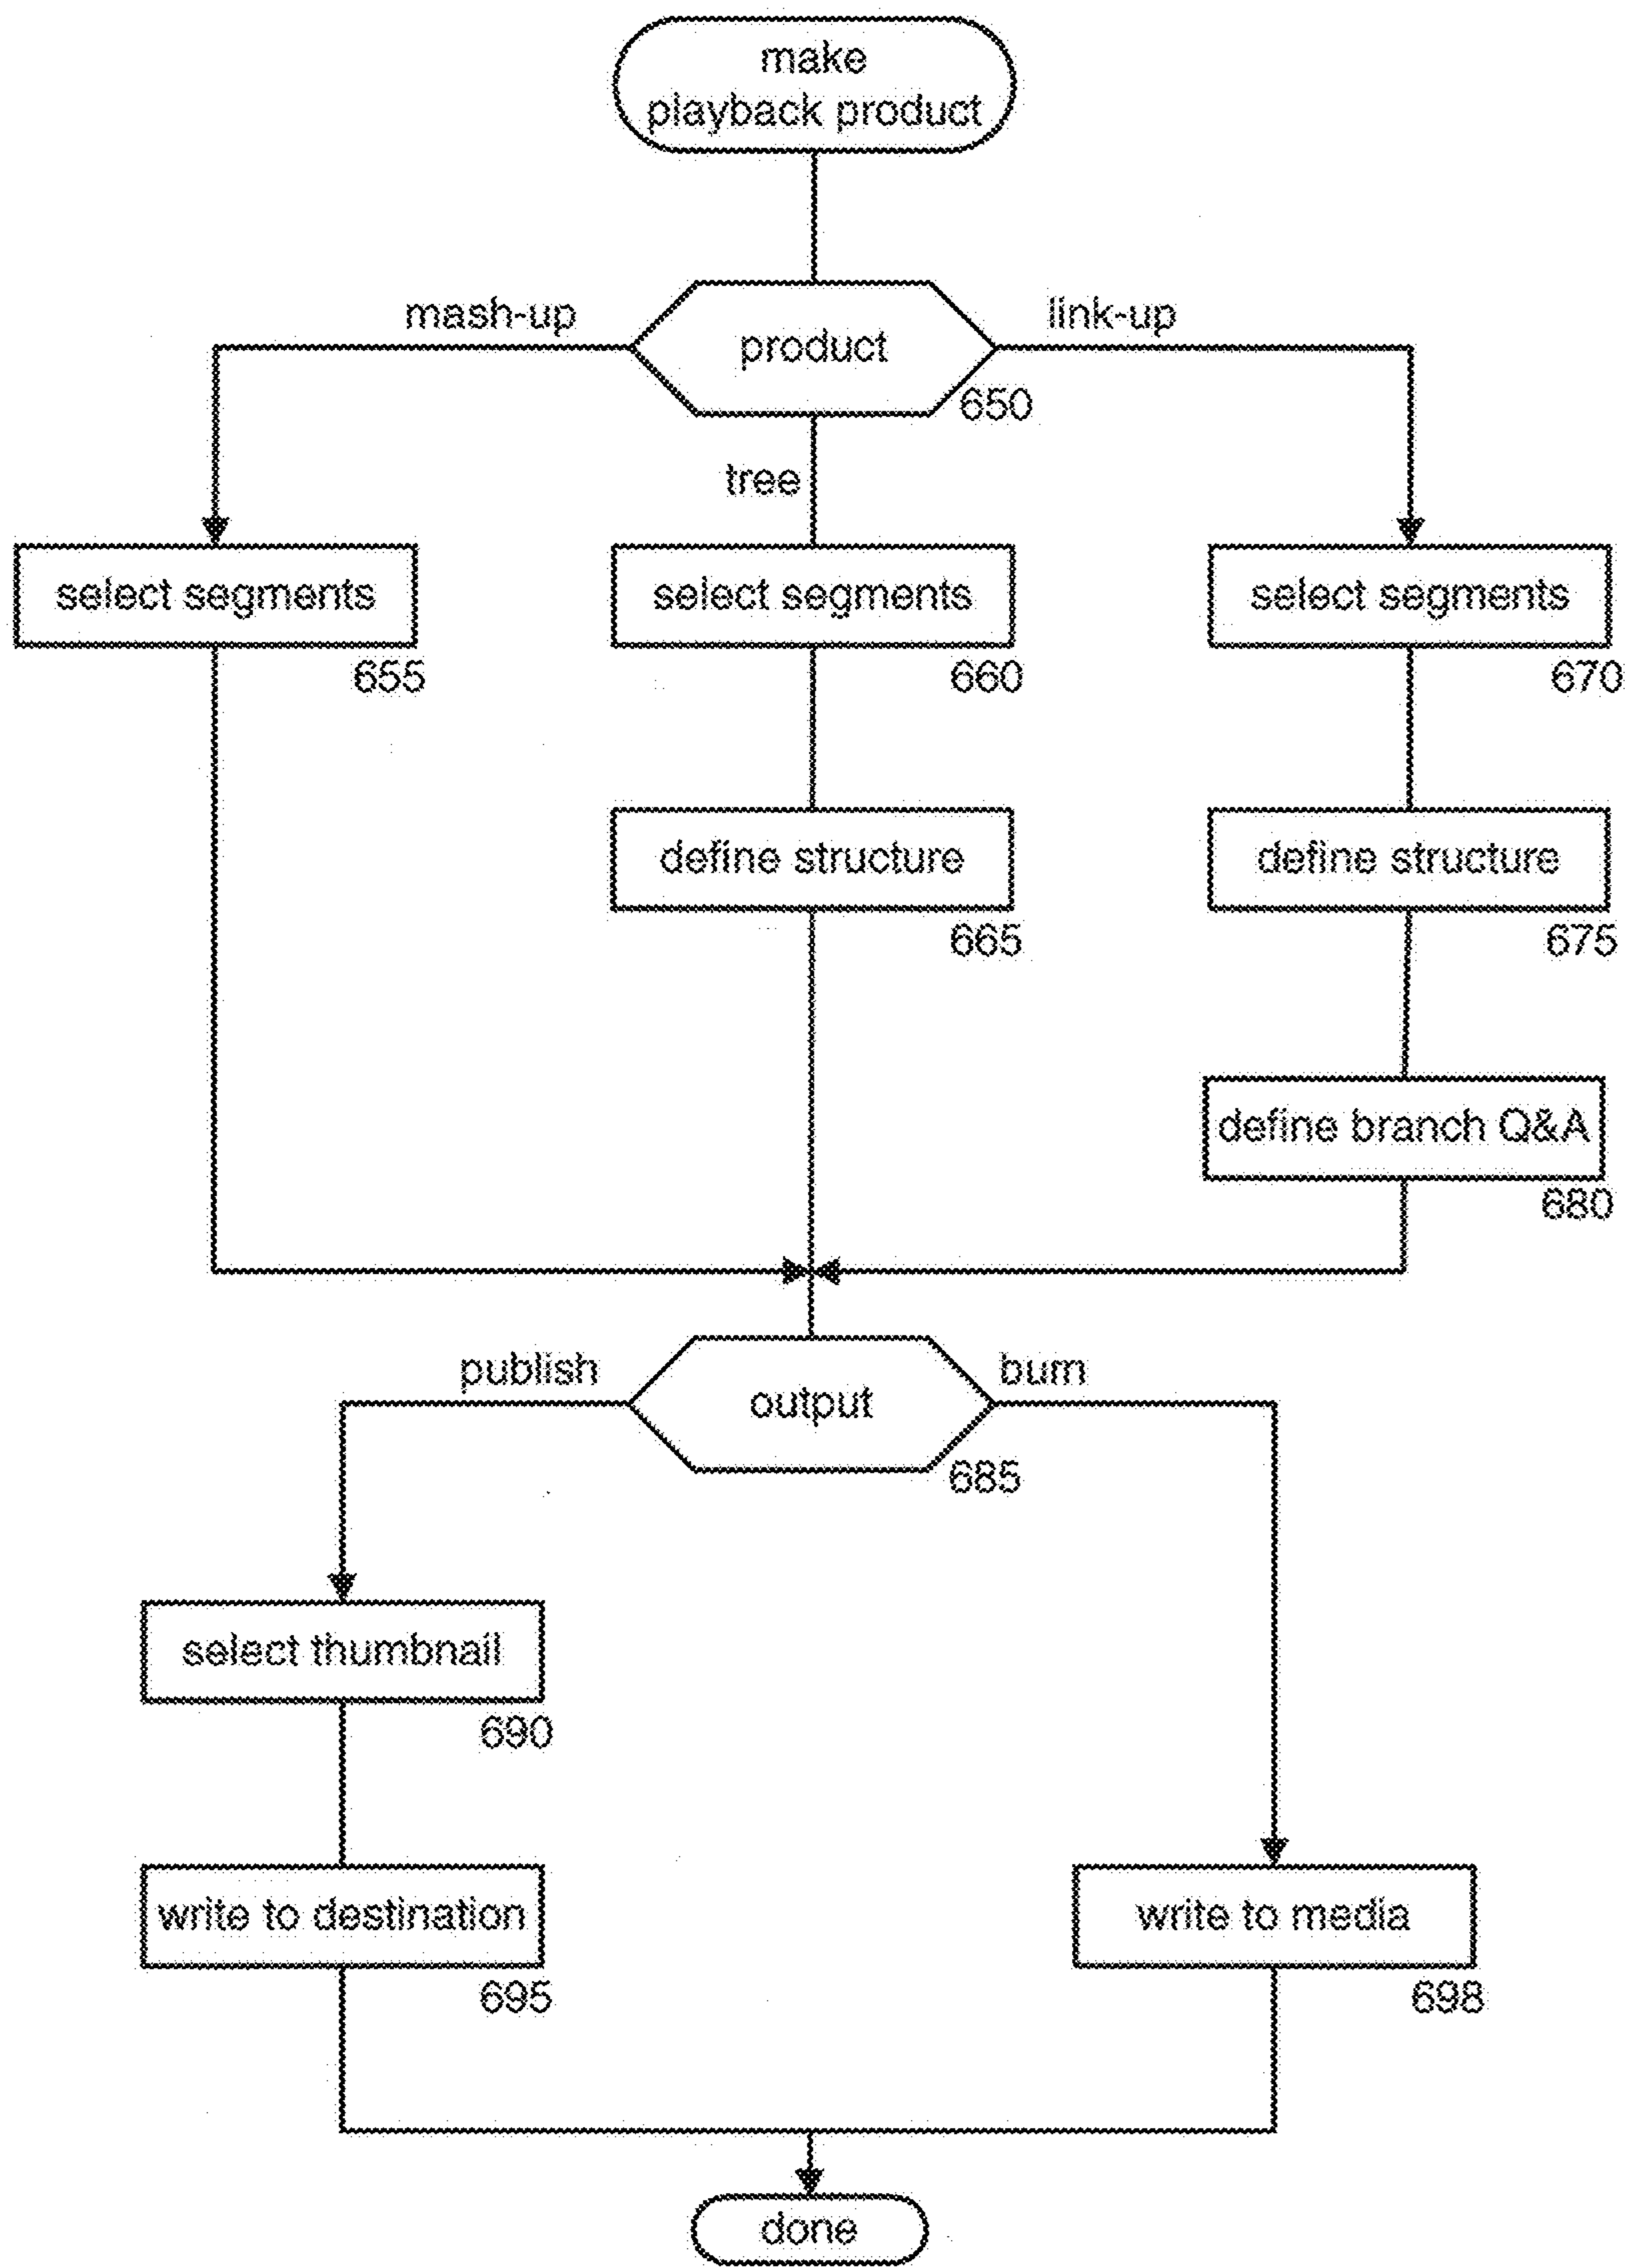 make
playback product
mash-up
product
link-up
650
tree
select segments
select segments
select segments
655
660
670
define structure
define structure
665
675
define branch Q&A
680
publish
output
burn
685
select thumbnail
690
write to destination
write to media
695
698
done